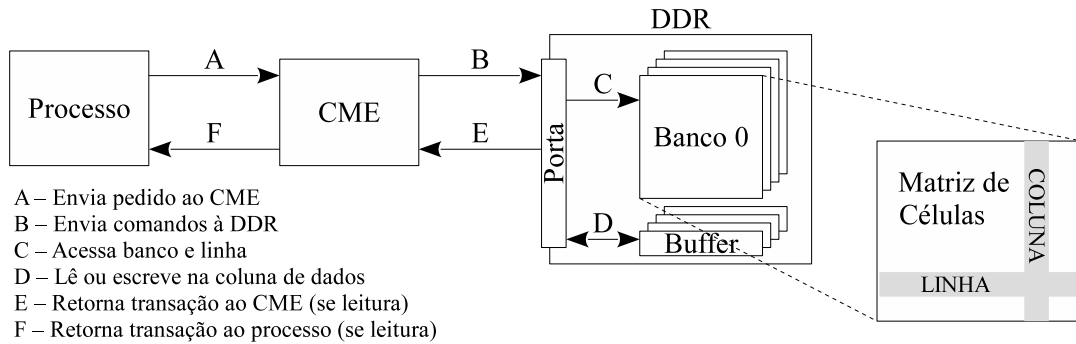 DDR
A
B
C
Processo
CME
Porta
Banco 0
F
E
D
Buffer
Matriz de
Células
COLUNA
LINHA
A – Envia pedido ao CME
B – Envia comandos à DDR
C – Acessa banco e linha
D – Lê ou escreve na coluna de dados
E – Retorna transação ao CME (se leitura)
F – Retorna transação ao processo (se leitura)